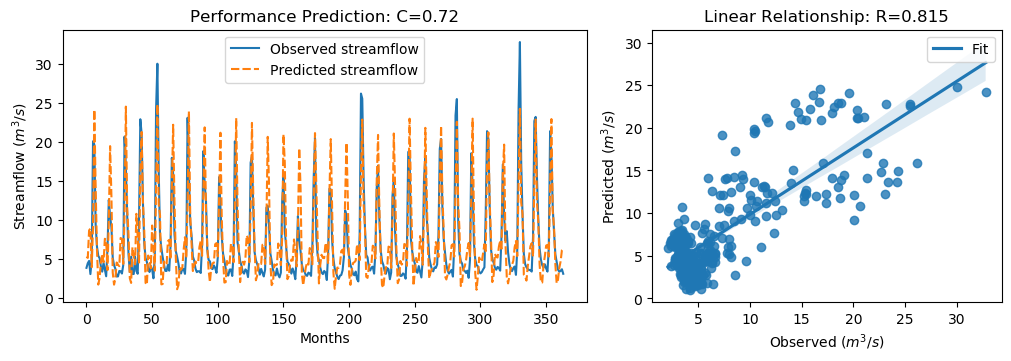 Performance Prediction: C=0.72
Observed streamflow
Predicted streamflow
Streamflow (m³/s)
30
25
20
15
10
5
0
0 50 100 150 200 250 300 350
Months
Linear Relationship: R=0.815
Fit
Predicted (m³/s)
30
25
20
15
10
5
0
5 10 15 20 25 30
Observed (m³/s)